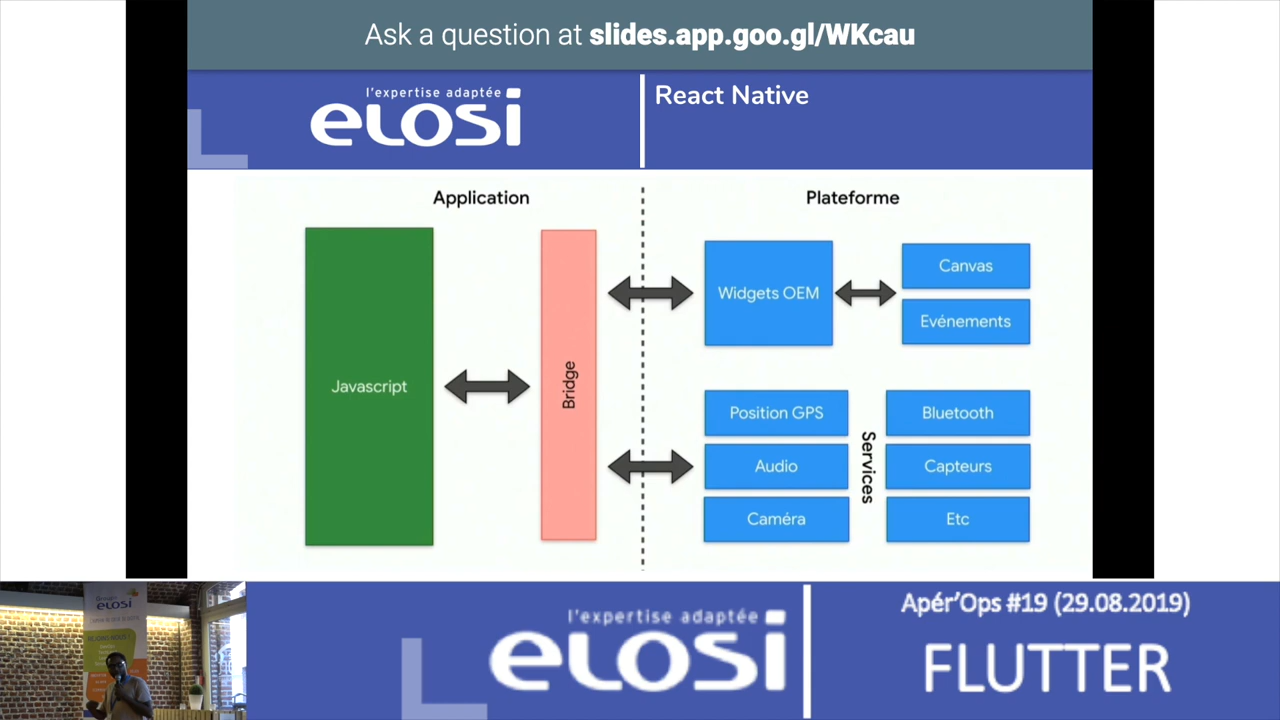 Ask a question at slides.app.goo.gl/WKcau
l'expertise adaptée
eLOSi
React Native
Application
Plateforme
Javascript
Bridge
Widgets OEM
Canvas
Evénements
Position GPS
Audio
Caméra
Services
Bluetooth
Capteurs
Etc
Groupe
eLOSi
l'expertise adaptée
eLOSi
Apér'Ops #19 (29.08.2019)
FLUTTER